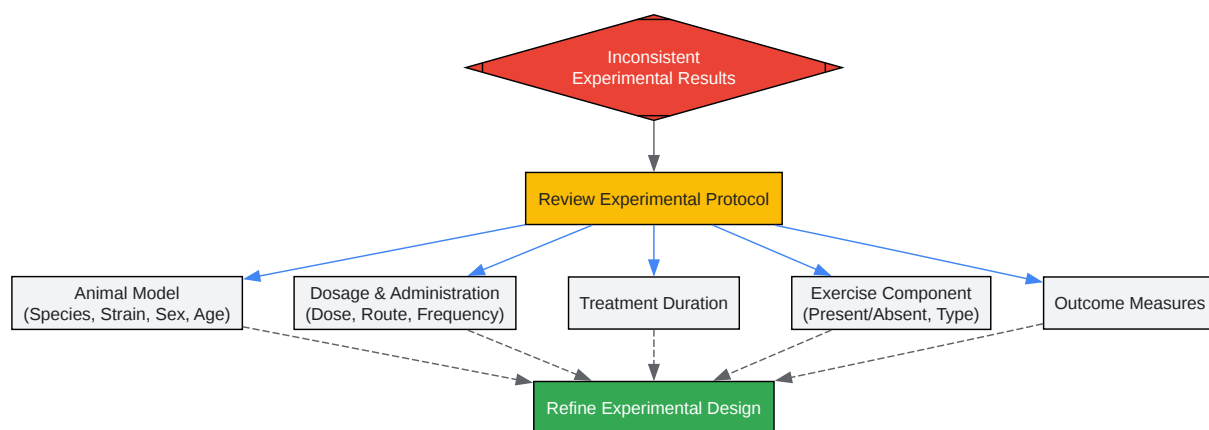 Inconsistent
Experimental Results
Review Experimental Protocol
Animal Model
(Species, Strain, Sex, Age)
Dosage & Administration
(Dose, Route, Frequency)
Treatment Duration
Exercise Component
(Present/Absent, Type)
Outcome Measures
Refine Experimental Design